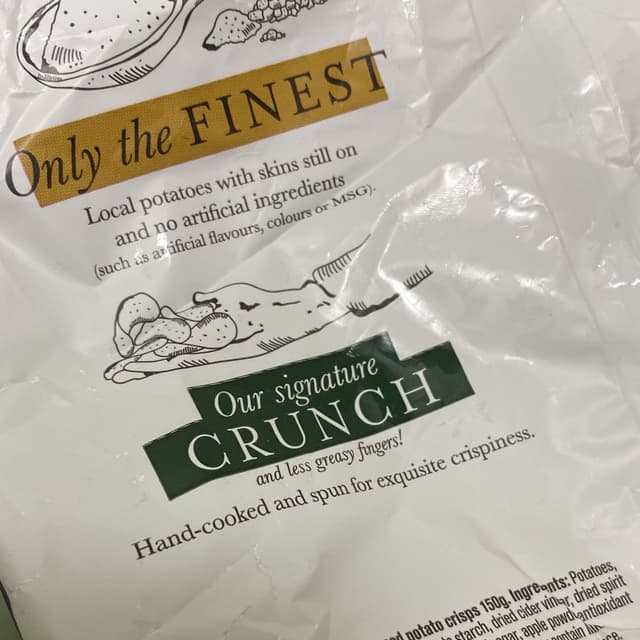 Only the FINEST
Local potatoes with skins still on
and no artificial ingredients
(such as artificial flavours, colours or MSG).
Our signature
CRUNCH
and less greasy fingers!
Hand-cooked and spun for exquisite crispiness.
potato crisps 150g. Ingredients: Potatoes,
starch, dried cider vinegar, dried spirit
apple powder, antioxidant